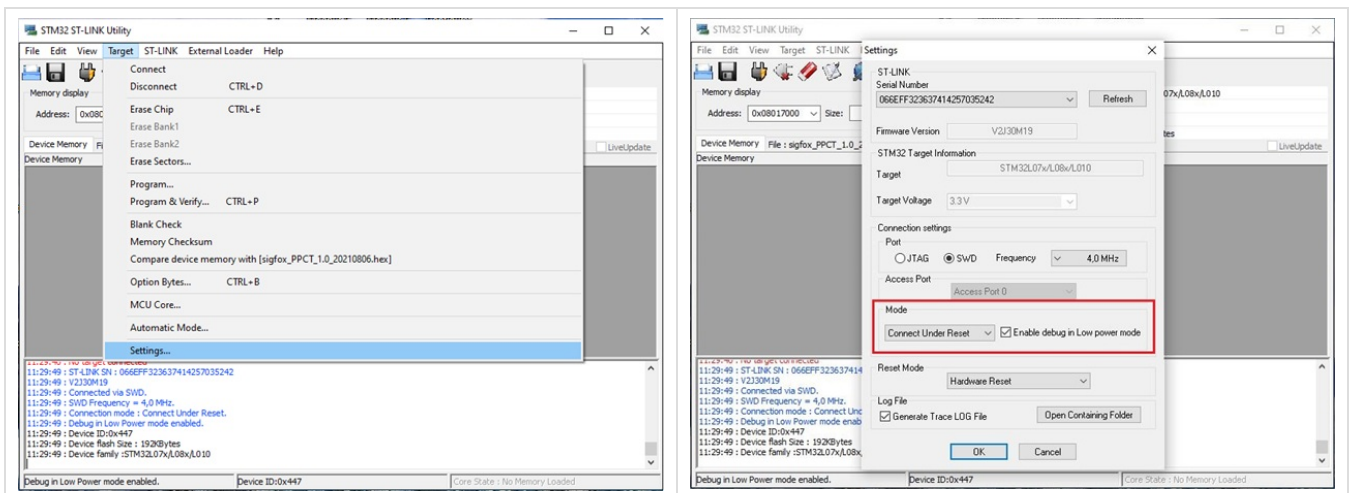 STM32 ST-LINK Utility
File Edit View Target ST-LINK External Loader Help
Memory display
Address: 0x080
Device Memory
LiveUpdate
Device Memory
Connect
Disconnect CTRL+D
Erase Chip CTRL+E
Erase Bank1
Erase Bank2
Erase Sectors...
Program...
Program & Verify... CTRL+P
Blank Check
Memory Checksum
Compare device memory with [sigfox_PPCT_1.0_20210806.hex]
Option Bytes... CTRL+B
MCU Core...
Automatic Mode...
Settings...
11:29:49 : ST-LINK SN : 066EFF323637414257035242
11:29:49 : V2J30M19
11:29:49 : Connected via SWD.
11:29:49 : SWD Frequency = 4,0 MHz.
11:29:49 : Connection mode : Connect Under Reset.
11:29:49 : Debug in Low Power mode enabled.
11:29:49 : Device ID:0x447
11:29:49 : Device flash Size : 192KBytes
11:29:49 : Device family :STM32L07x/L08x/L010
Debug in Low Power mode enabled. Device ID:0x447 Core State : No Memory Loaded
STM32 ST-LINK Utility
File Edit View Target ST-LINK
Memory display
Address: 0x08017000 Size:
07x/L08x/L010
Device Memory File : sigfox_PPCT_1.0_2
LiveUpdate
Device Memory
Settings
ST-LINK
Serial Number
066EFF323637414257035242 Refresh
Firmware Version V2J30M19
STM32 Target Information
Target STM32L07x/L08x/L010
Target Voltage 3.3 V
Connection settings
Port
JTAG SWD Frequency 4,0 MHz
Access Port
Access Port 0
Mode
Connect Under Reset Enable debug in Low power mode
Reset Mode
Hardware Reset
Log File
Generate Trace LOG File Open Containing Folder
OK Cancel
11:29:49 : ST-LINK SN : 066EFF323637414
11:29:49 : V2J30M19
11:29:49 : Connected via SWD.
11:29:49 : SWD Frequency = 4,0 MHz.
11:29:49 : Connection mode : Connect Unc
11:29:49 : Debug in Low Power mode enab
11:29:49 : Device ID:0x447
11:29:49 : Device flash Size : 192KBytes
11:29:49 : Device family :STM32L07x/L08x,
Debug in Low Power mode enabled. Device ID:0x447 Core State : No Memory Loaded